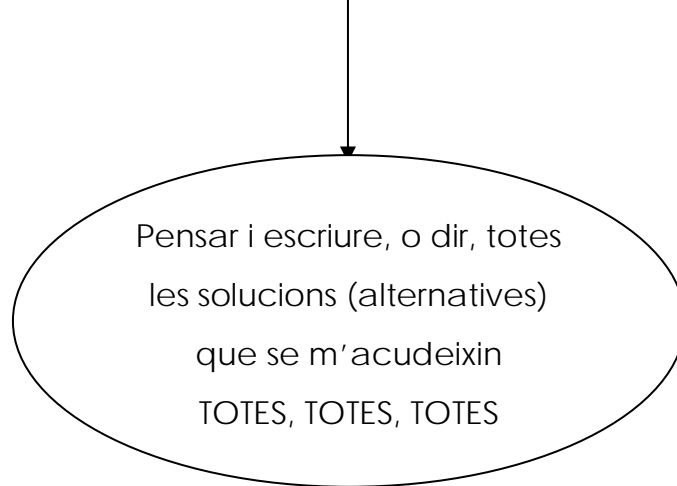 Pensar i escriure, o dir, totes
les solucions (alternatives)
que se m’acudeixin
TOTES, TOTES, TOTES